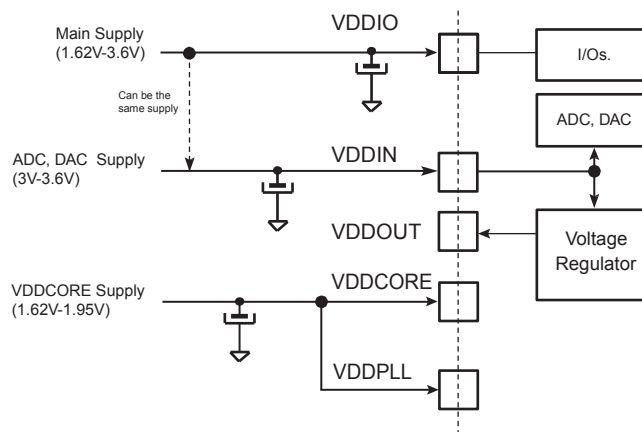 Main Supply
(1.62V-3.6V)
VDDIO
I/Os.
Can be the
same supply
ADC, DAC
ADC, DAC Supply
(3V-3.6V)
VDDIN
VDDOUT
Voltage
Regulator
VDDCORE Supply
(1.62V-1.95V)
VDDCORE
VDDPLL